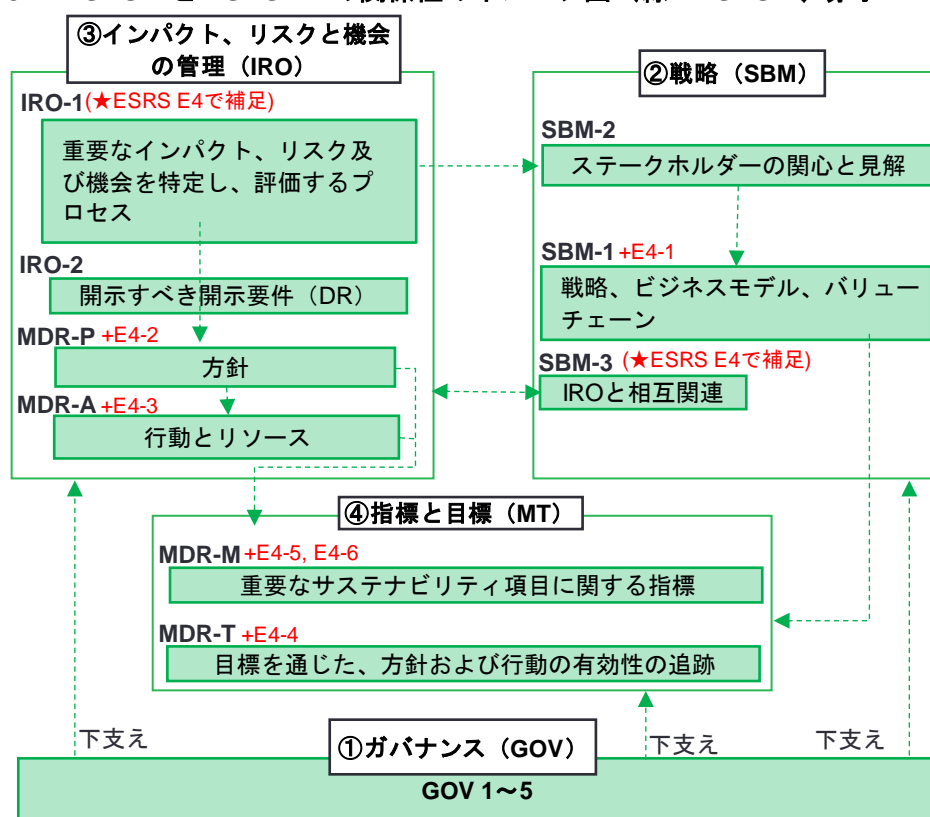 ③インパクト、リスクと機会
の管理（IRO）
IRO-1(★ESRS E4で補足)
重要なインパクト、リスク及
び機会を特定し、評価するプ
ロセス
IRO-2
開示すべき開示要件（DR）
MDR-P +E4-2
方針
MDR-A +E4-3
行動とリソース
②戦略（SBM）
SBM-2
ステークホルダーの関心と見解
SBM-1 +E4-1
戦略、ビジネスモデル、バリュー
チェーン
SBM-3 (★ESRS E4で補足)
IROと相互関連
④指標と目標（MT）
MDR-M +E4-5, E4-6
重要なサステナビリティ項目に関する指標
MDR-T +E4-4
目標を通じた、方針および行動の有効性の追跡
下支え
下支え
下支え
①ガバナンス（GOV）
GOV 1～5